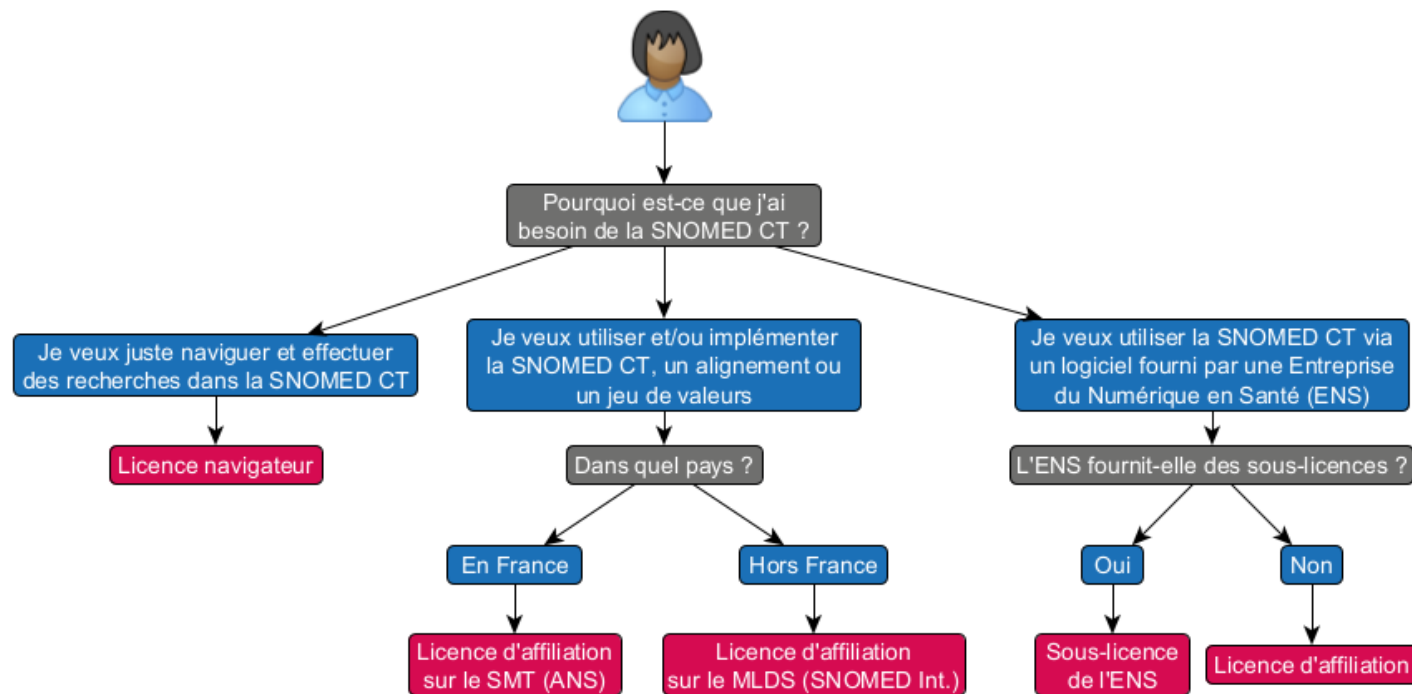 Pourquoi est-ce que j'ai
besoin de la SNOMED CT ?
Je veux juste naviguer et effectuer
des recherches dans la SNOMED CT
Licence navigateur
Je veux utiliser et/ou implémenter
la SNOMED CT, un alignement ou
un jeu de valeurs
Dans quel pays ?
En France
Licence d'affiliation
sur le SMT (ANS)
Hors France
Licence d'affiliation
sur le MLDS (SNOMED Int.)
Je veux utiliser la SNOMED CT via
un logiciel fourni par une Entreprise
du Numérique en Santé (ENS)
L'ENS fournit-elle des sous-licences ?
Oui
Sous-licence
de l'ENS
Non
Licence d'affiliation